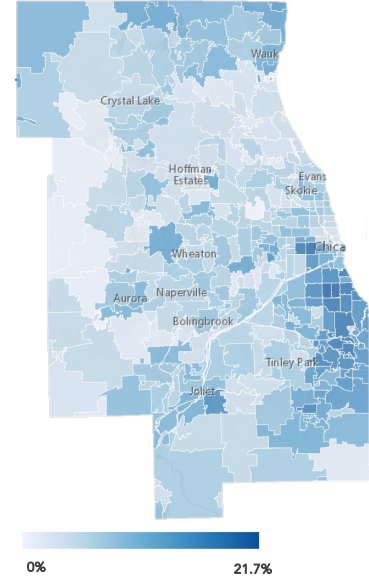 Wauk
Crystal Lake
Hoffman
Estates
Evans
Skokie
Chica
Wheaton
Aurora
Naperville
Bolingbrook
Tinley Park
Joliet
0%
21.7%